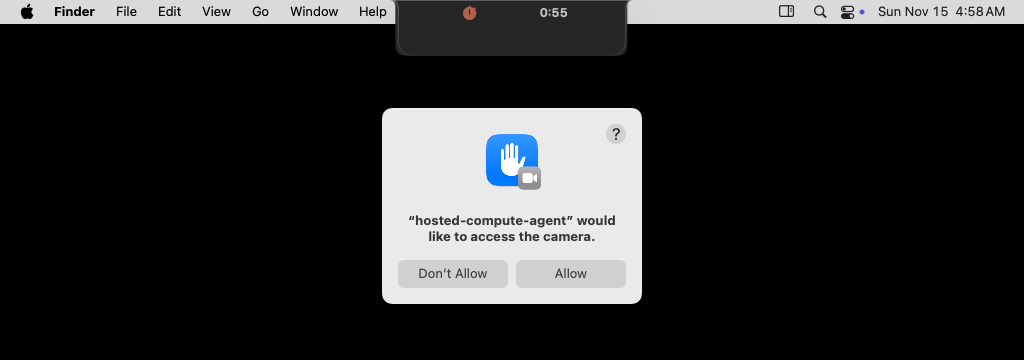 Finder File Edit View Go Window Help 0:55 Sun Nov 15 4:58 AM
?
“hosted-compute-agent” would
like to access the camera.
Don’t Allow Allow